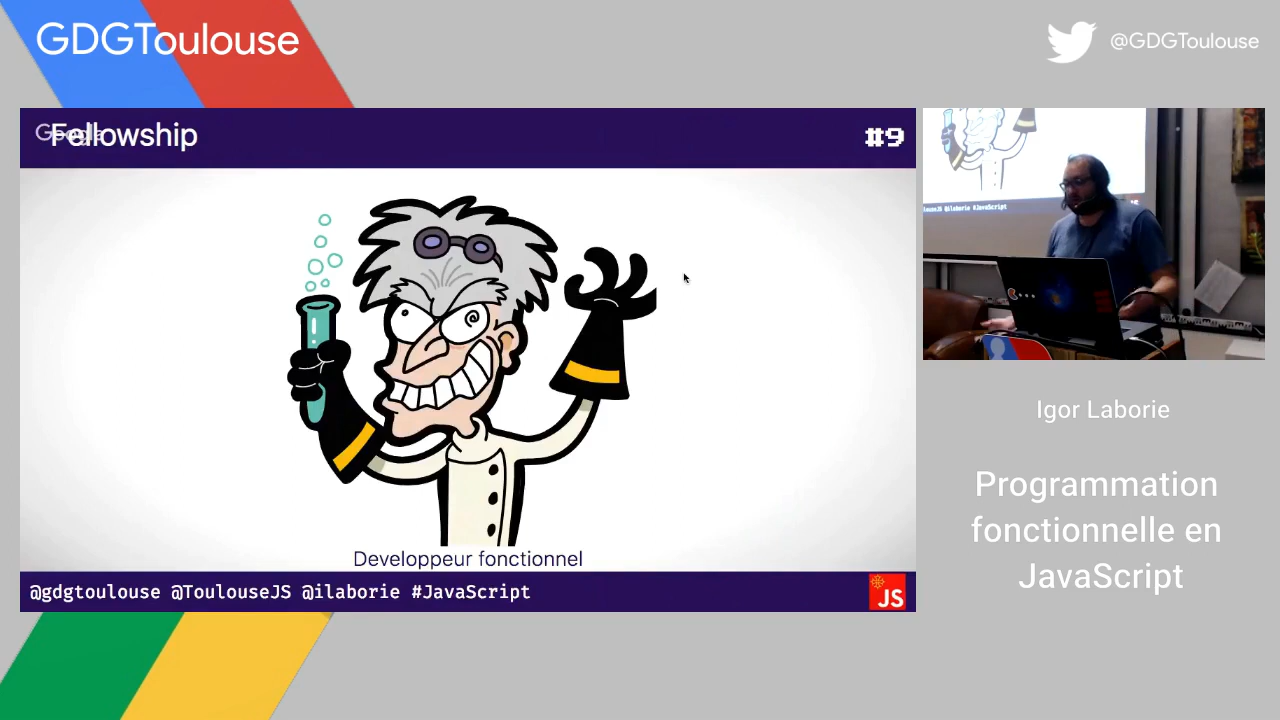 GDGToulouse
@GDGToulouse
Fellowship
#9
Developpeur fonctionnel
@gdgtoulouse @ToulouseJS @ilaborie #JavaScript
JS
Igor Laborie
Programmation
fonctionnelle en
JavaScript